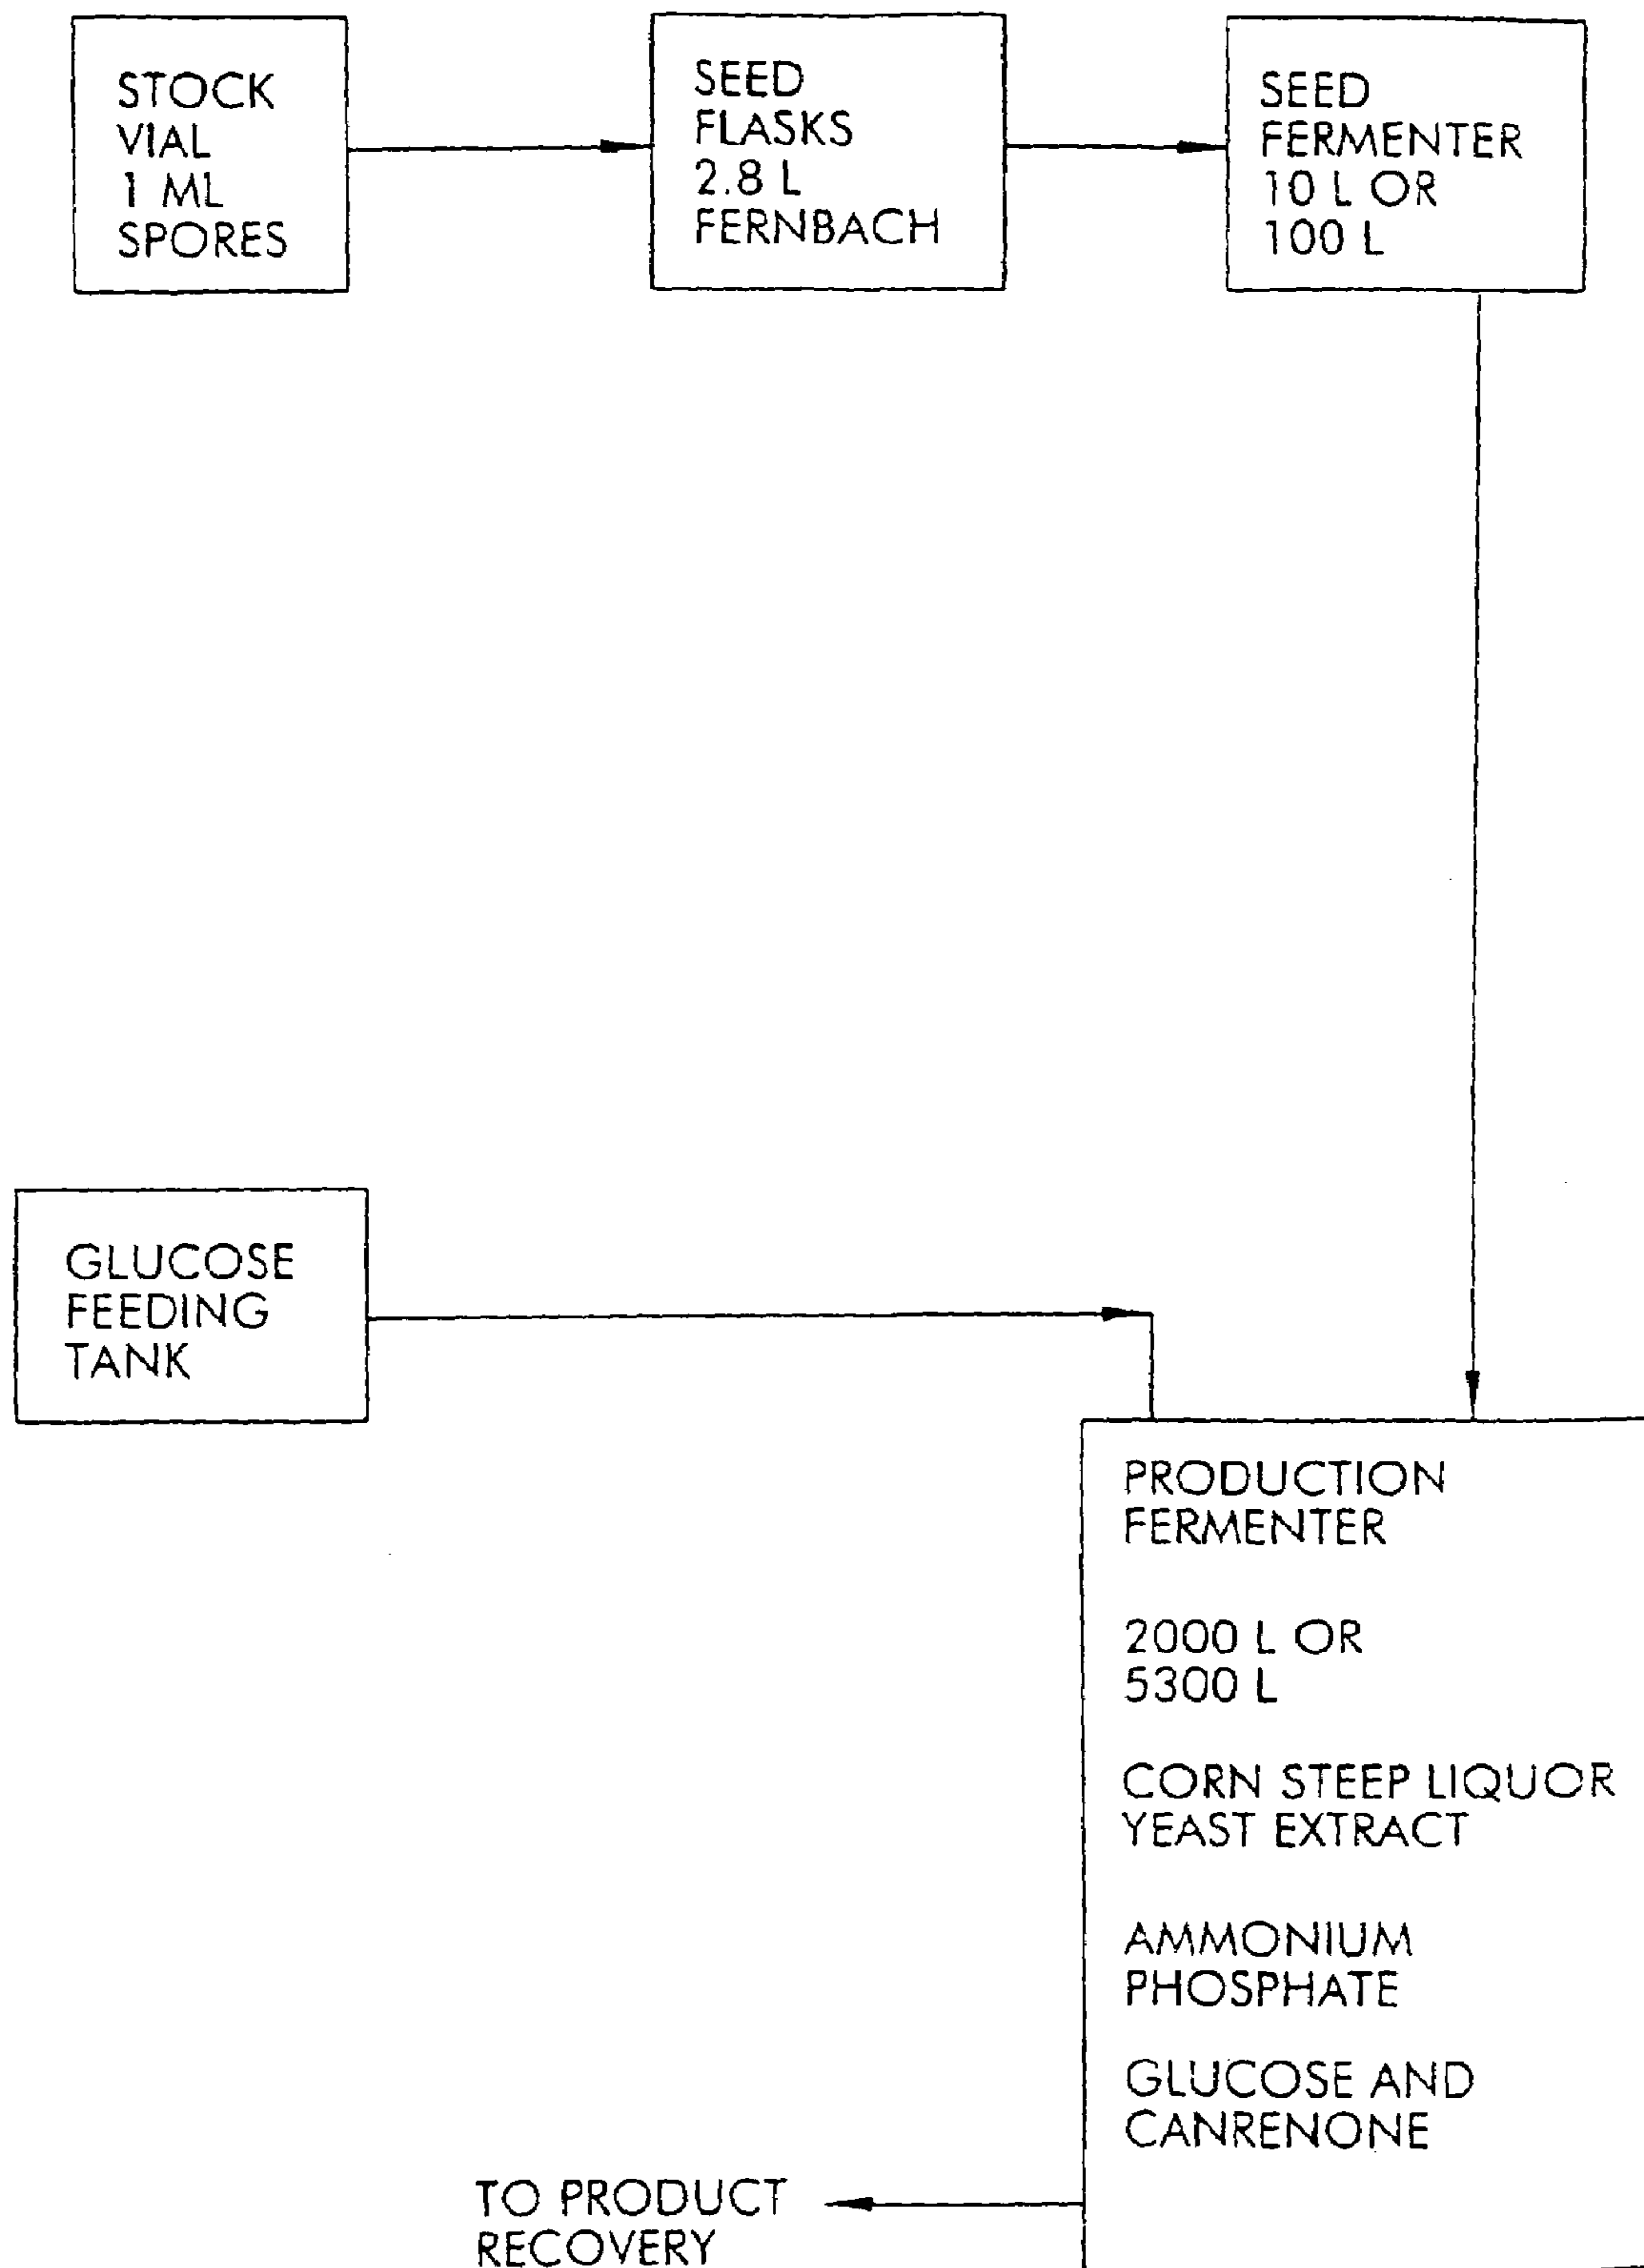 STOCK
VIAL
1 ML
SPORES
SEED
FLASKS
2.8 L
FERNBACH
SEED
FERMENTER
10 L OR
100 L
GLUCOSE
FEEDING
TANK
PRODUCTION
FERMENTER
2000 L OR
5300 L
CORN STEEP LIQUOR
YEAST EXTRACT
AMMONIUM
PHOSPHATE
GLUCOSE AND
CANRENONE
TO PRODUCT
RECOVERY